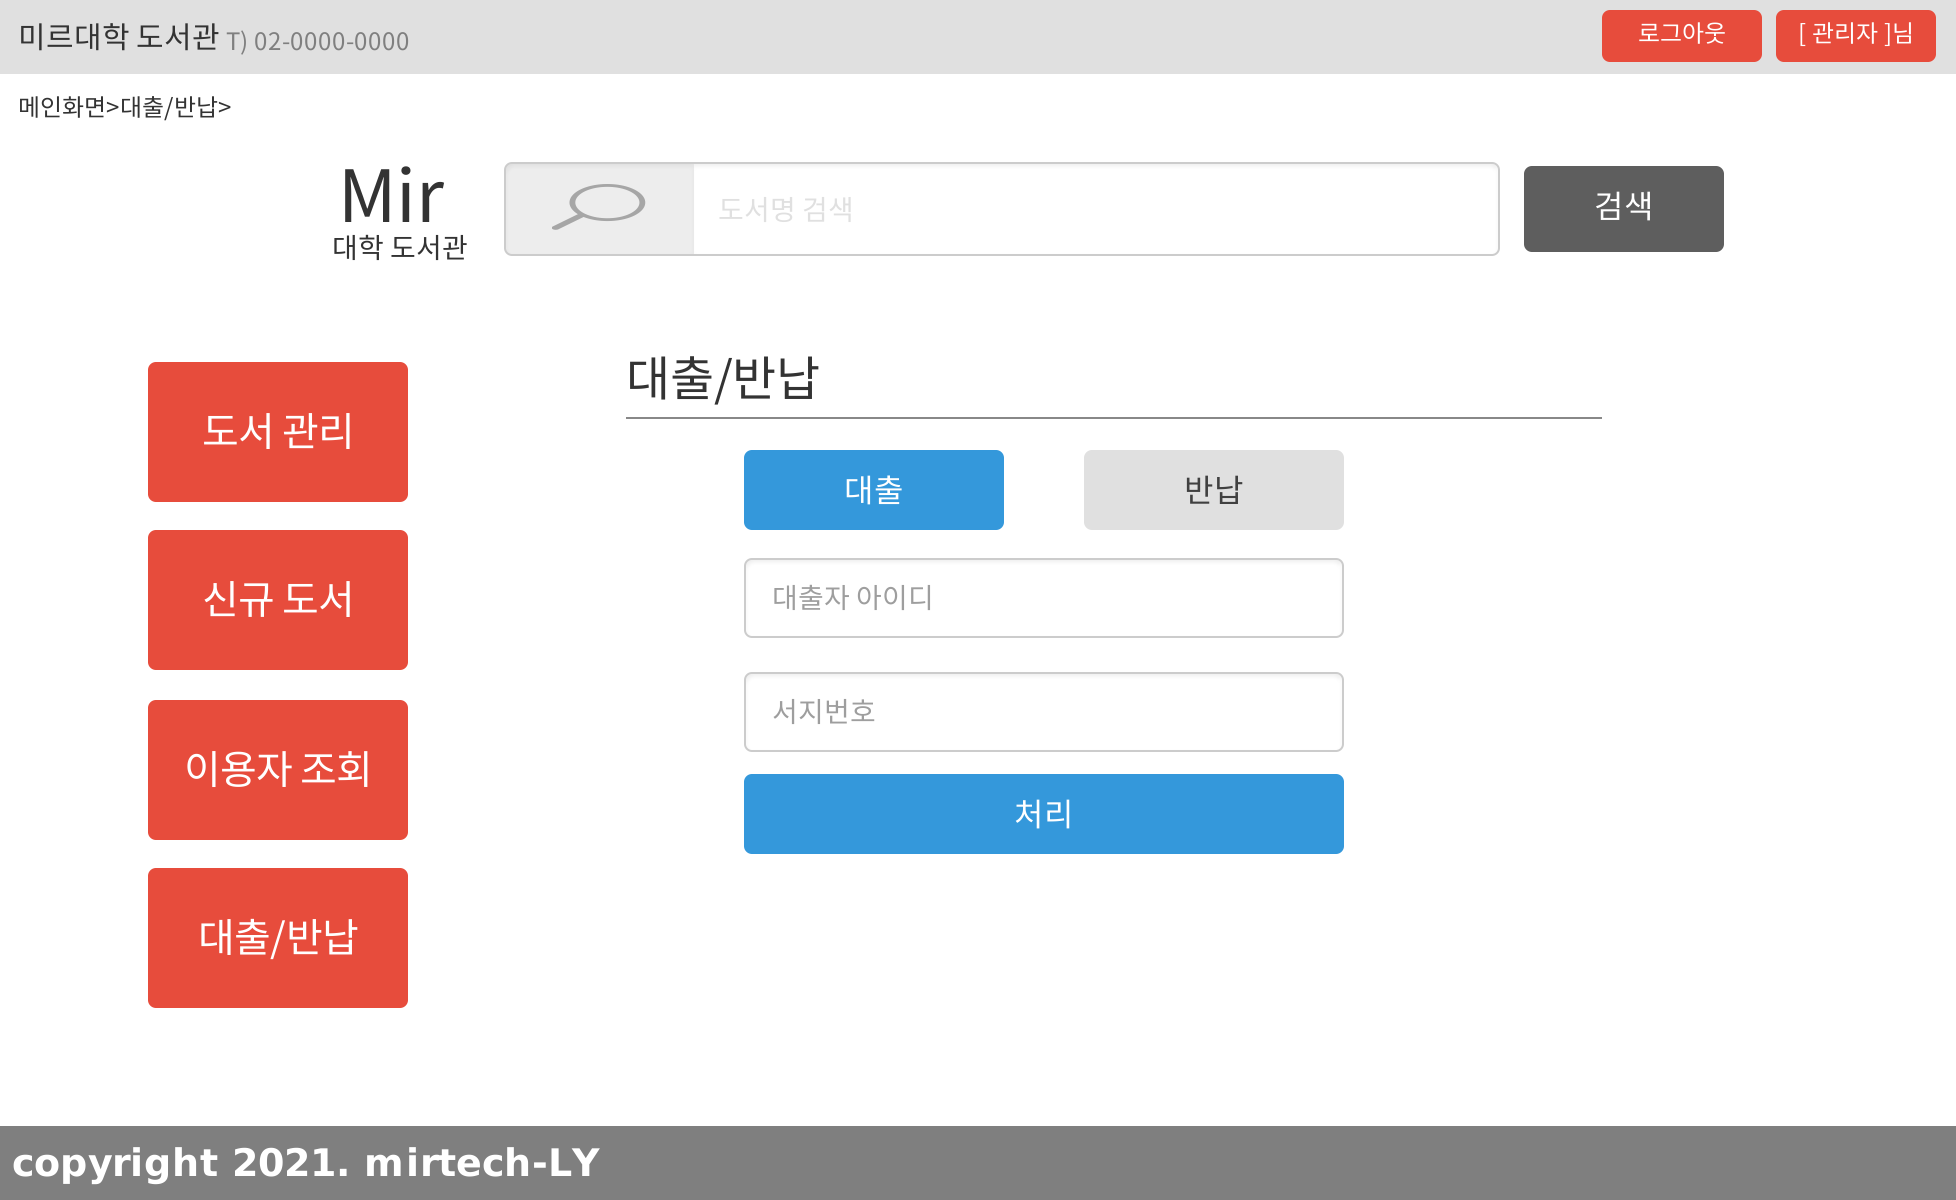 미르대학 도서관 T) 02-0000-0000
로그아웃
[ 관리자 ]님
메인화면>대출/반납>
Mir
대학 도서관
도서명 검색
검색
도서 관리
신규 도서
이용자 조회
대출/반납
대출/반납
대출
반납
대출자 아이디
서지번호
처리
copyright 2021. mirtech-LY